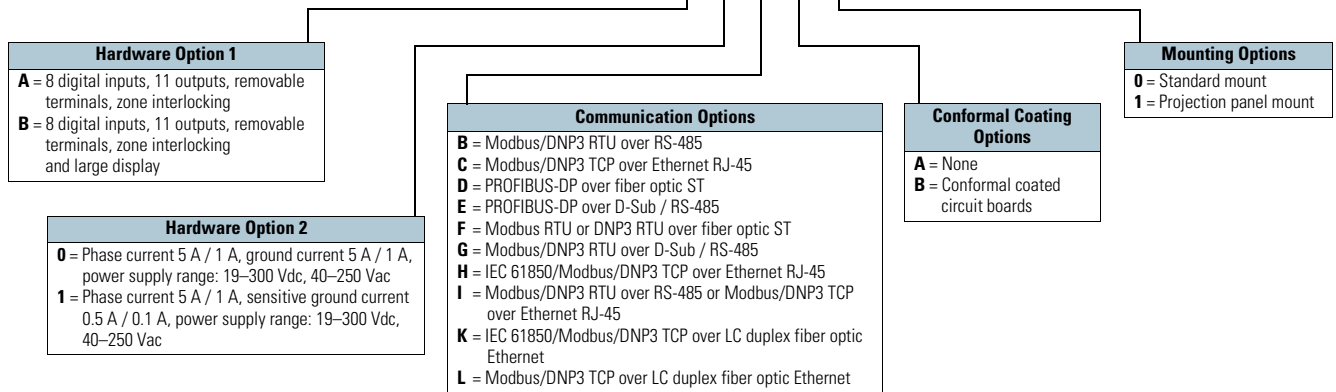 Hardware Option 1
A = 8 digital inputs, 11 outputs, removable
terminals, zone interlocking
B = 8 digital inputs, 11 outputs, removable
terminals, zone interlocking
and large display
Hardware Option 2
0 = Phase current 5 A / 1 A, ground current 5 A / 1 A,
power supply range: 19–300 Vdc, 40–250 Vac
1 = Phase current 5 A / 1 A, sensitive ground current
0.5 A / 0.1 A, power supply range: 19–300 Vdc,
40–250 Vac
Communication Options
B = Modbus/DNP3 RTU over RS-485
C = Modbus/DNP3 TCP over Ethernet RJ-45
D = PROFIBUS-DP over fiber optic ST
E = PROFIBUS-DP over D-Sub / RS-485
F = Modbus RTU or DNP3 RTU over fiber optic ST
G = Modbus/DNP3 RTU over D-Sub / RS-485
H = IEC 61850/Modbus/DNP3 TCP over Ethernet RJ-45
I = Modbus/DNP3 RTU over RS-485 or Modbus/DNP3 TCP
over Ethernet RJ-45
K = IEC 61850/Modbus/DNP3 TCP over LC duplex fiber optic
Ethernet
L = Modbus/DNP3 TCP over LC duplex fiber optic Ethernet
Conformal Coating
Options
A = None
B = Conformal coated
circuit boards
Mounting Options
0 = Standard mount
1 = Projection panel mount